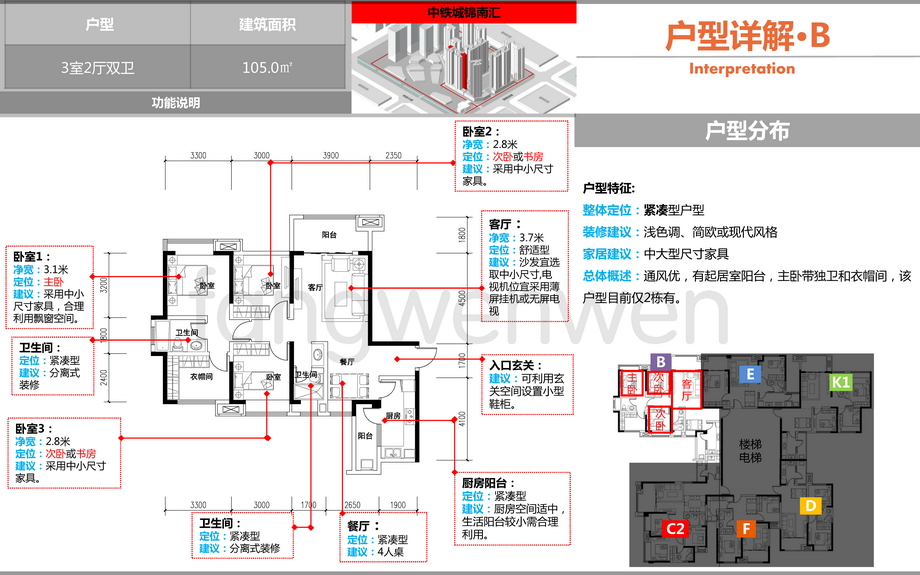 户型
建筑面积
3室2厅双卫
105.0㎡
功能说明
中铁城锦南汇
户型详解•B
Interpretation
户型分布
户型特征:
整体定位：紧凑型户型
装修建议：浅色调、简欧或现代风格
家居建议：中大型尺寸家具
总体概述：通风优，有起居室阳台，主卧带独卫和衣帽间，该
户型目前仅2栋有。
卧室2：
净宽：2.8米
定位：次卧或书房
建议：采用中小尺寸
家具。
客厅：
净宽：3.7米
定位：舒适型
建议：沙发宜选
取中小尺寸,电
视机位宜采用薄
屏挂机或无屏电
视
卧室1：
净宽：3.1米
定位：主卧
建议：采用中小
尺寸家具，合理
利用飘窗空间。
卫生间：
定位：紧凑型
建议：分离式
装修
卧室3：
净宽：2.8米
定位：次卧或书房
建议：采用中小尺寸
家具。
入口玄关：
建议：可利用玄
关空间设置小型
鞋柜。
厨房阳台：
定位：紧凑型
建议：厨房空间适中，
生活阳台较小需合理
利用。
卫生间：
定位：紧凑型
建议：分离式装修
餐厅：
定位：紧凑型
建议：4人桌
3300 3000 3900 2350
3200
1800
2400
1800
4500
1700
4100
3300 3000 1700 2650 1900
阳台
卧室
卧室
客厅
卫生间
衣帽间
卧室
卫生间
餐厅
厨房
阳台
fangwenwen
B
主卧
次卧
客厅
次卧
E
K1
楼梯
电梯
C2
F
D